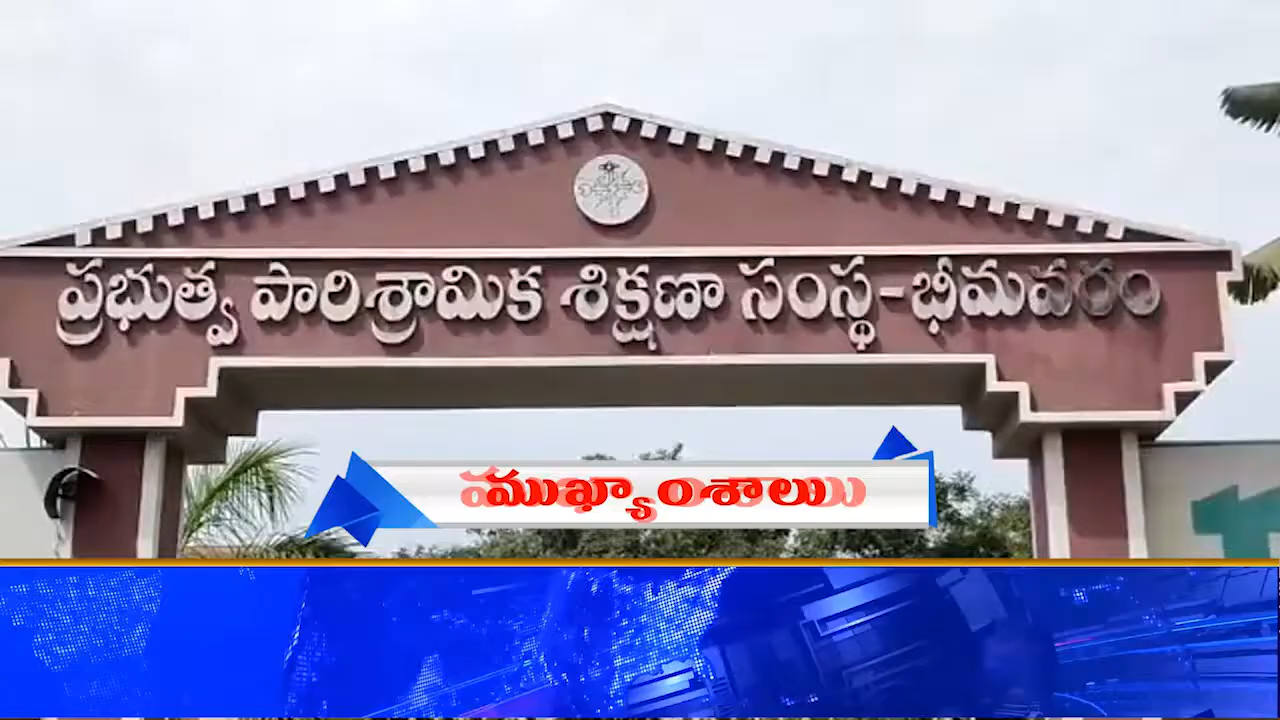 ప్రభుత్వ పారిశ్రామిక శిక్షణా సంస్థ-భీమవరం
ముఖ్యాంశాలు